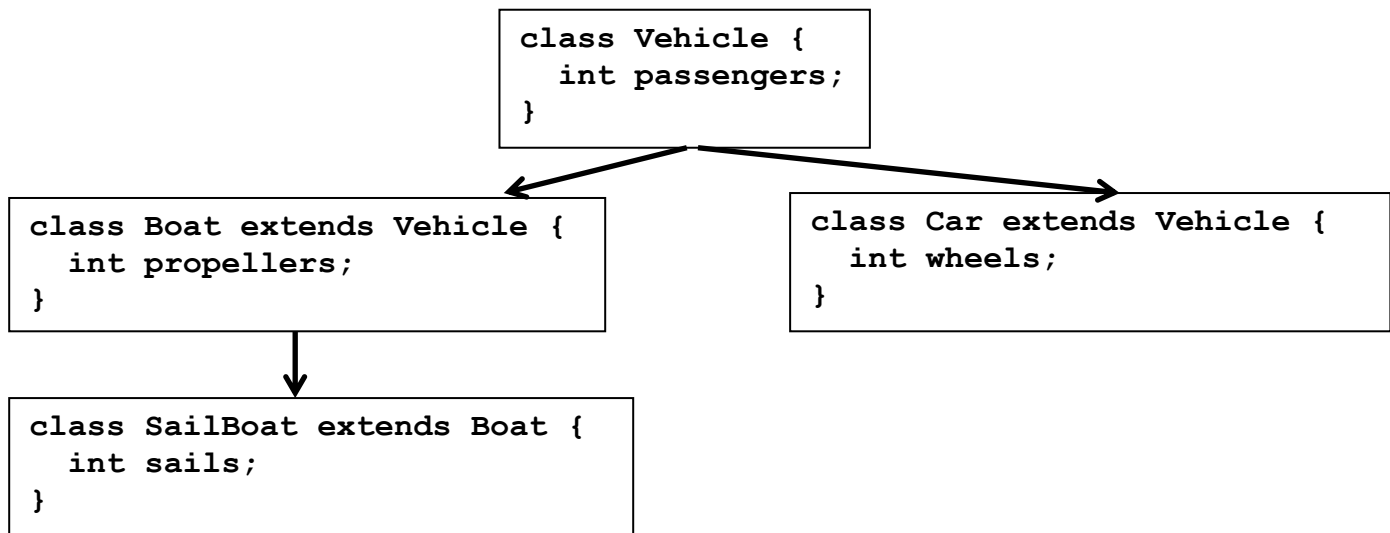 class Vehicle {
  int passengers;
}
class Boat extends Vehicle {
  int propellers;
}
class Car extends Vehicle {
  int wheels;
}
class SailBoat extends Boat {
  int sails;
}